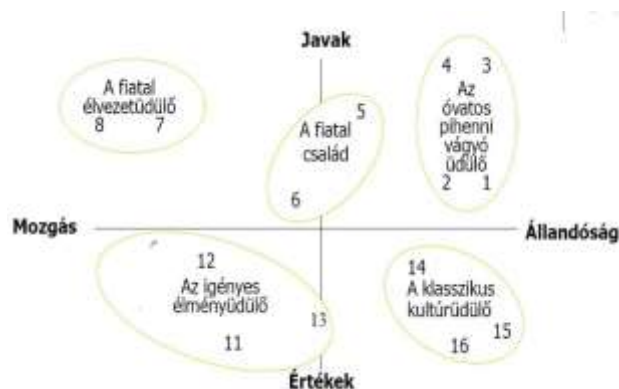 Javak
A fiatal
élvezetüdülő
8 7
5
A fiatal
család
6
4 3
Az
óvatos
pihenni
vágyó
üdülő
2 1
Mozgás
Állandóság
12
Az igényes
élményüdülő
13
11
14
A klasszikus
kultúrüdülő
15
16
Értékek